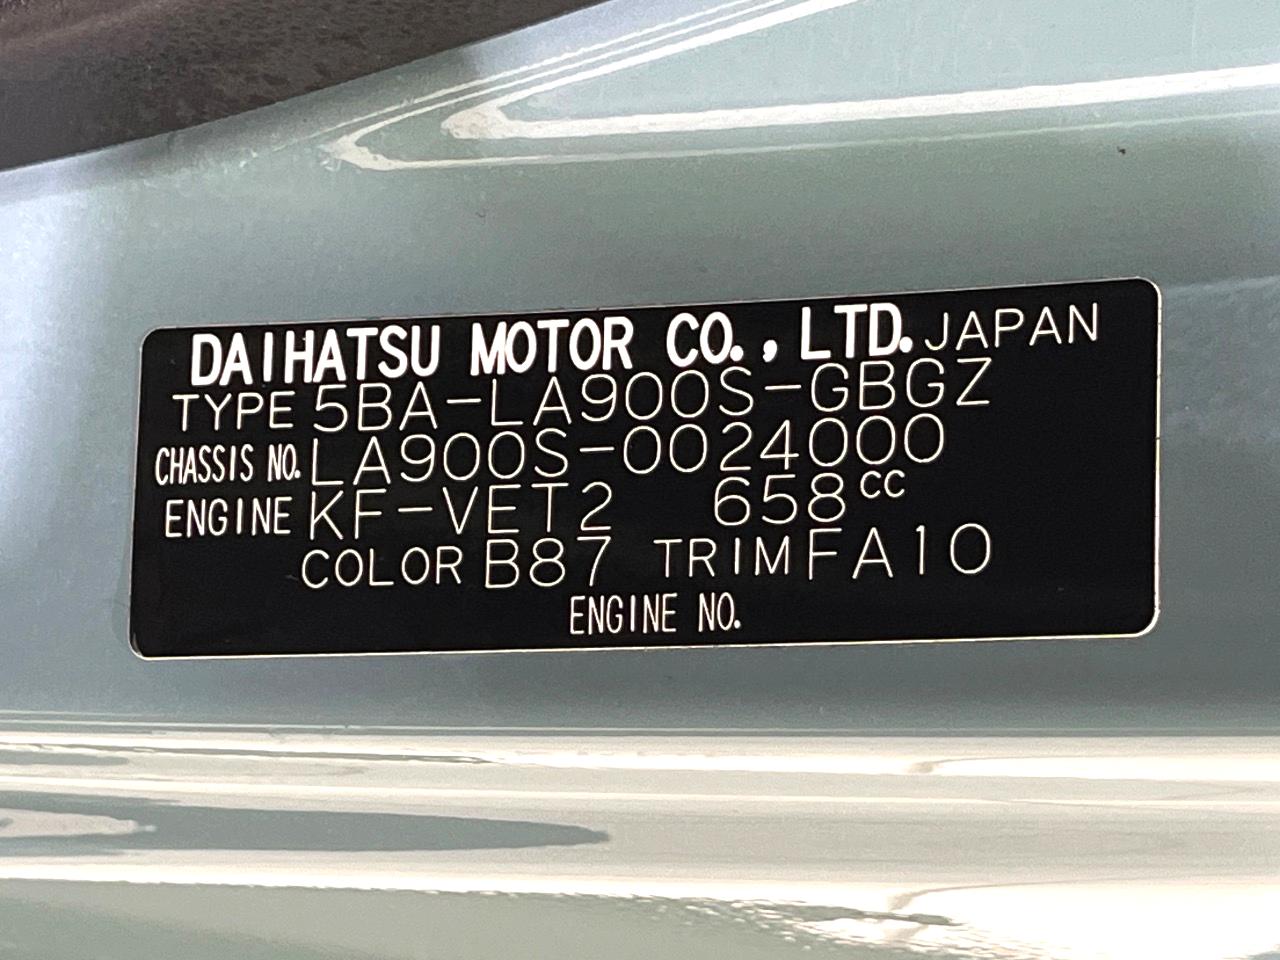 DAIHATSU MOTOR CO., LTD. JAPAN
TYPE 5BA-LA900S-GBGZ
CHASSIS NO. LA900S-0024000
ENGINE KF-VET2 658cc
COLOR B87 TRIM FA10
ENGINE NO.